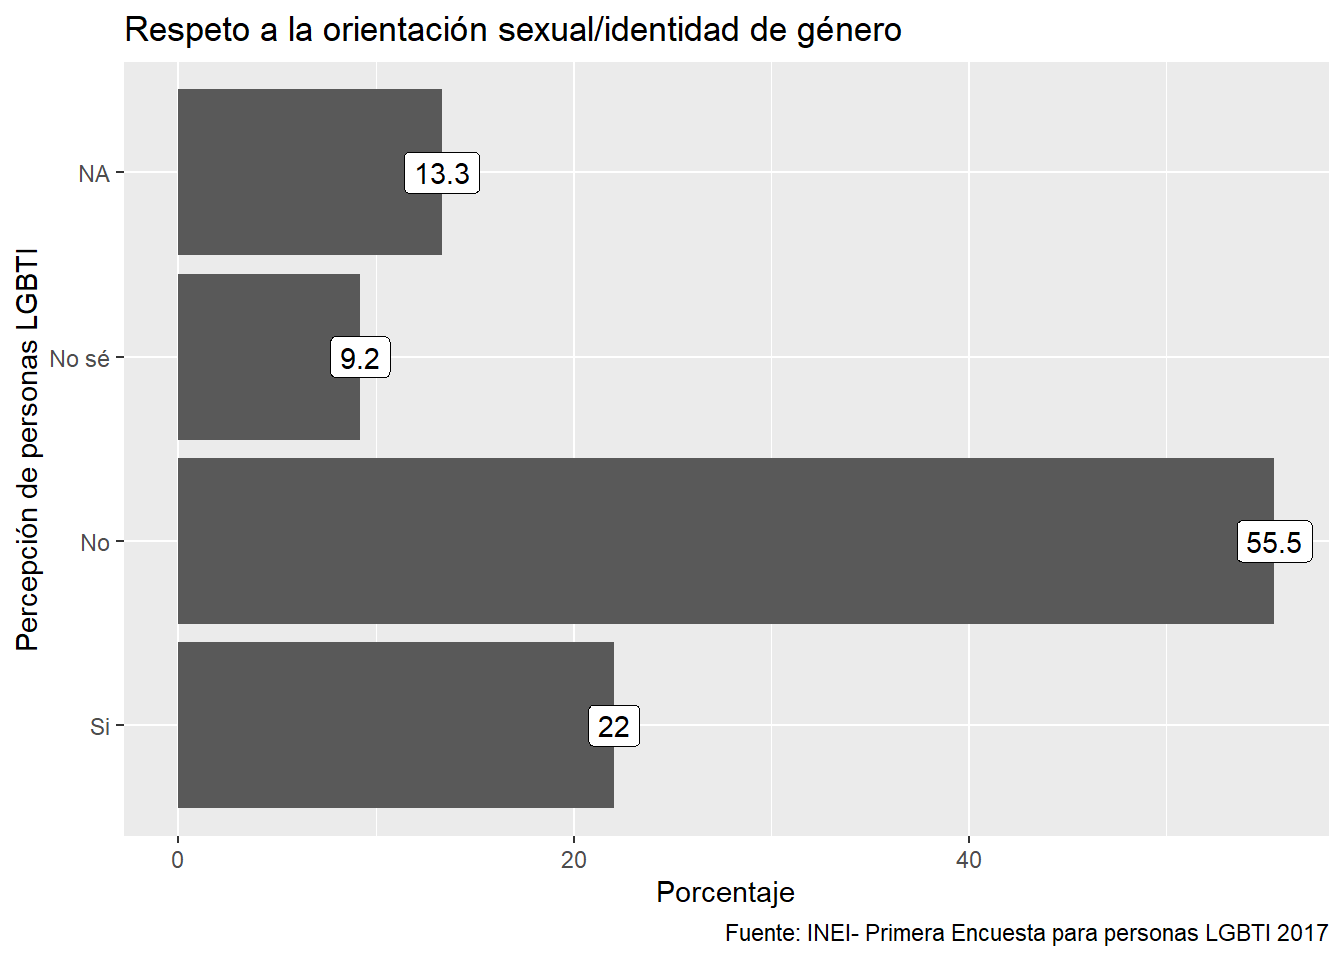 Respeto a la orientación sexual/identidad de género
Percepción de personas LGBTI
NA
13.3
No sé
9.2
No
55.5
Si
22
0
20
40
Porcentaje
Fuente: INEI- Primera Encuesta para personas LGBTI 2017